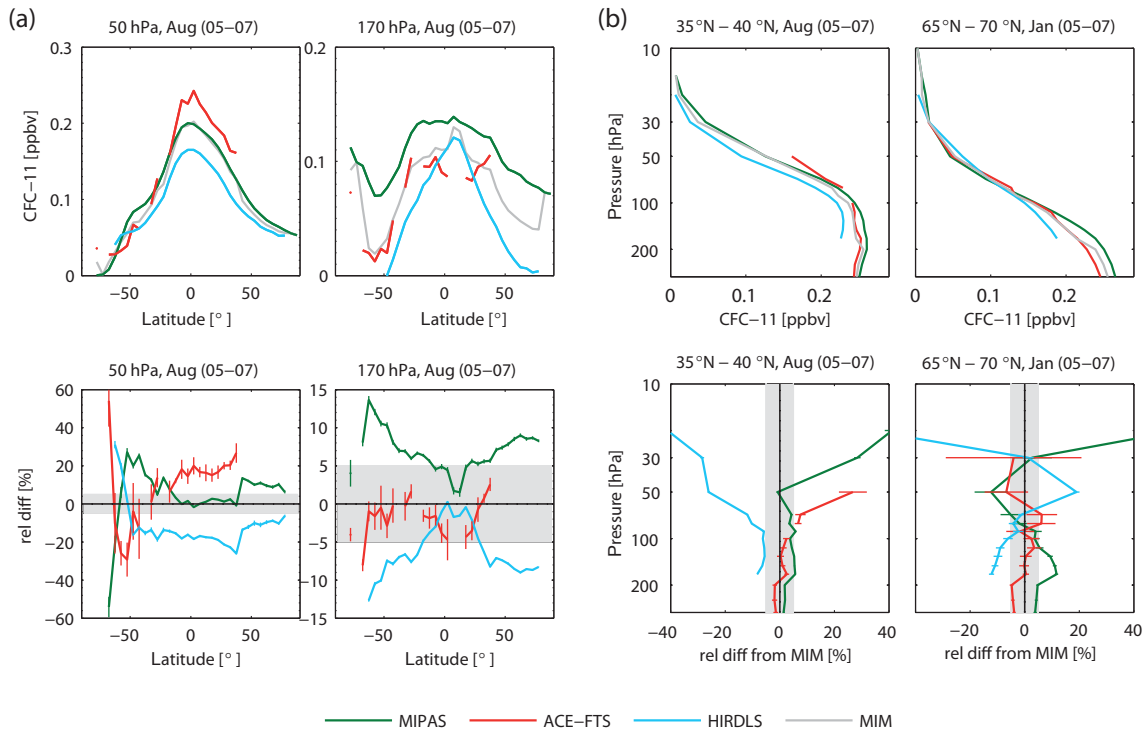 (a)
50 hPa, Aug (05−07)
170 hPa, Aug (05−07)
CFC−11 [ppbv]
0.3
0.2
0.1
0
0.2
0.1
0
−50
0
50
−50
0
50
Latitude [° ]
Latitude [° ]
50 hPa, Aug (05−07)
170 hPa, Aug (05−07)
rel diff [%]
60
40
20
0
−20
−40
−60
15
10
5
0
−5
−10
−15
−50
0
50
−50
0
50
Latitude [° ]
Latitude [° ]
(b)
35°N − 40 °N, Aug (05−07)
65°N − 70 °N, Jan (05−07)
Pressure [hPa]
10
30
50
100
200
0
0.1
0.2
0
0.1
0.2
CFC−11 [ppbv]
CFC−11 [ppbv]
35°N − 40 °N, Aug (05−07)
65°N − 70 °N, Jan (05−07)
Pressure [hPa]
10
30
50
100
200
−40
−20
0
20
40
−20
0
20
40
rel diff from MIM [%]
rel diff from MIM [%]
MIPAS
ACE−FTS
HIRDLS
MIM